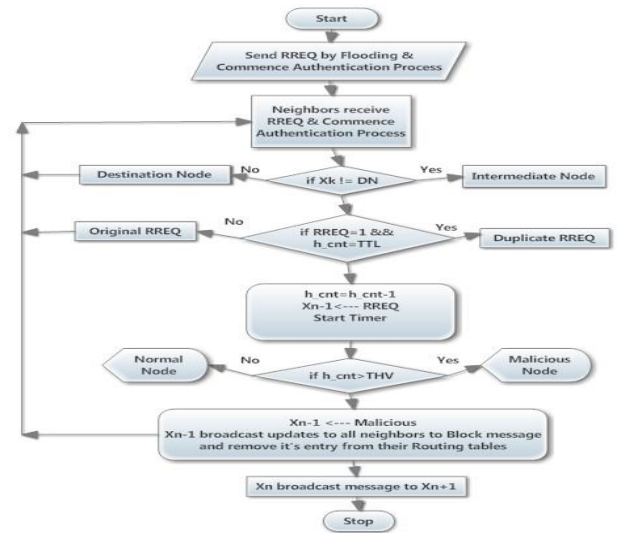 Start
Send RREQ by Flooding &
Commence Authentication Process
Neighbors receive
RREQ & Commence
Authentication Process
Destination Node
No
if Xk != DN
Yes
Intermediate Node
Original RREQ
No
if RREQ=1 &&
h_cnt=TTL
Yes
Duplicate RREQ
h_cnt=h_cnt-1
Xn-1<--- RREQ
Start Timer
Normal
Node
No
if h_cnt>THV
Yes
Malicious
Node
Xn-1 <--- Malicious
Xn-1 broadcast updates to all neighbors to Block message
and remove it's entry from their Routing tables
Xn broadcast message to Xn+1
Stop